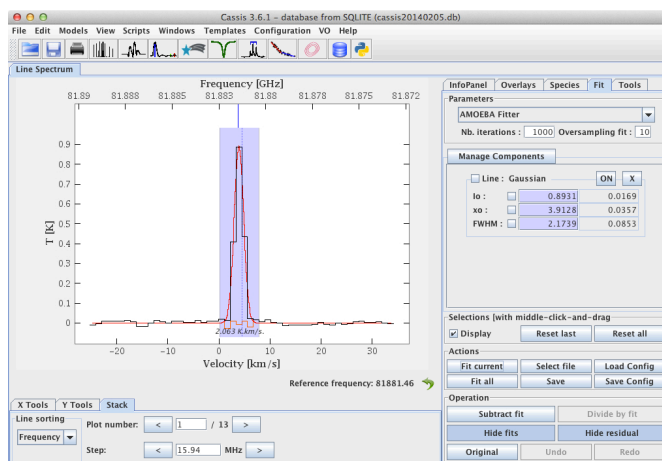 Cassis 3.6.1 - database from SQLITE (cassis20140205.db)
File Edit Models View Scripts Windows Templates Configuration VO Help
Line Spectrum
Frequency [GHz]
81.89 81.888 81.885 81.883 81.88 81.878 81.875 81.872
T [K]
0.9
0.8
0.7
0.6
0.5
0.4
0.3
0.2
0.1
0
2.063 K.km/s.
-20 -10 0 10 20 30
Velocity [km/s]
Reference frequency: 81881.46
X Tools Y Tools Stack
Line sorting
Frequency
Plot number: < 1 / 13 >
Step: < 15.94 MHz >
InfoPanel Overlays Species Fit Tools
Parameters
AMOEBA Fitter
Nb. iterations : 1000 Oversampling fit : 10
Manage Components
Line : Gaussian ON X
Io : 0.8931 0.0169
xo : 3.9128 0.0357
FWHM : 2.1739 0.0853
Selections [with middle-click-and-drag
Display Reset last Reset all
Actions
Fit current Select file Load Config
Fit all Save Save Config
Operation
Subtract fit Divide by fit
Hide fits Hide residual
Original Undo Redo